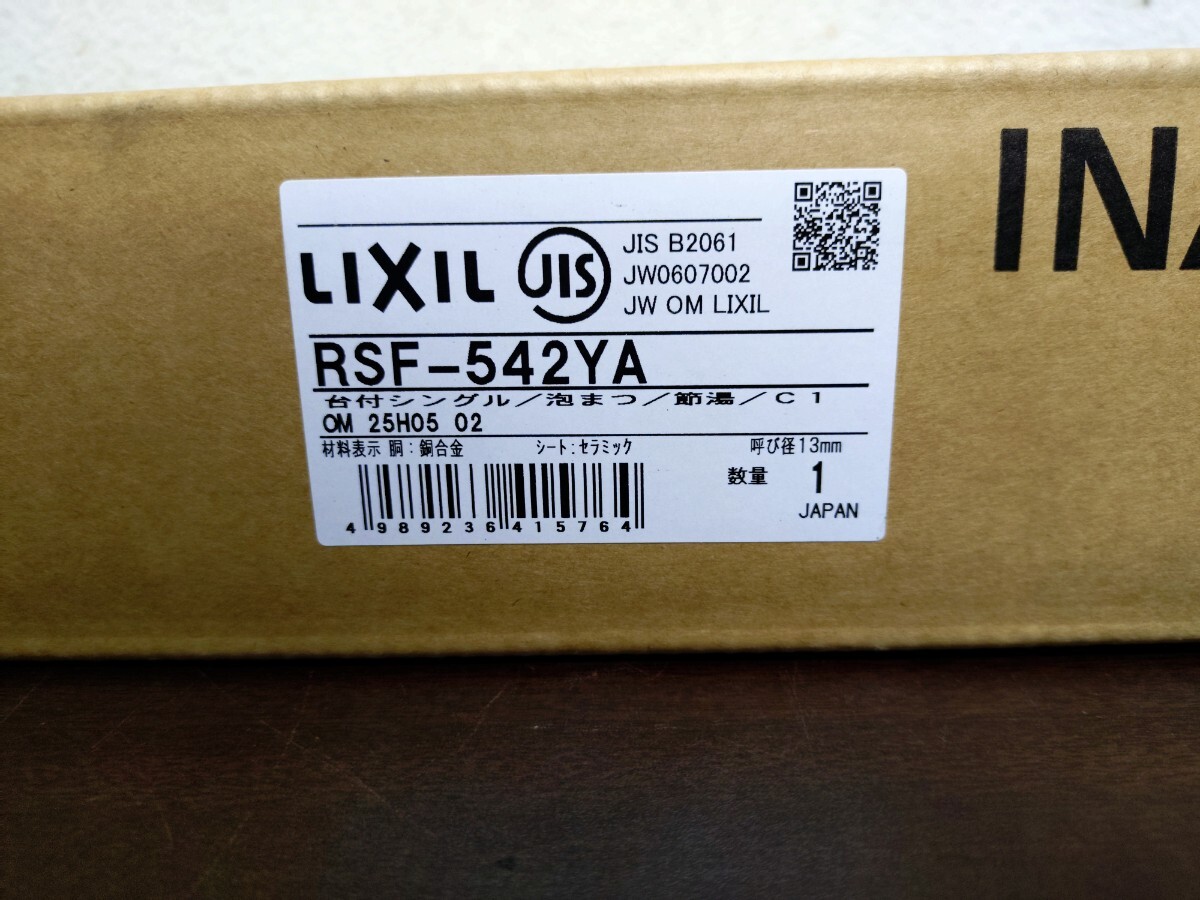 LIXIL
JIS
JIS B2061
JW0607002
JW OM LIXIL
RSF-542YA
台付シングル／泡まつ／節湯／C1
OM 25H05 02
材料表示 胴：銅合金 シート：セラミック 呼び径13mm
数量 1
JAPAN
4 989236 415764
INA